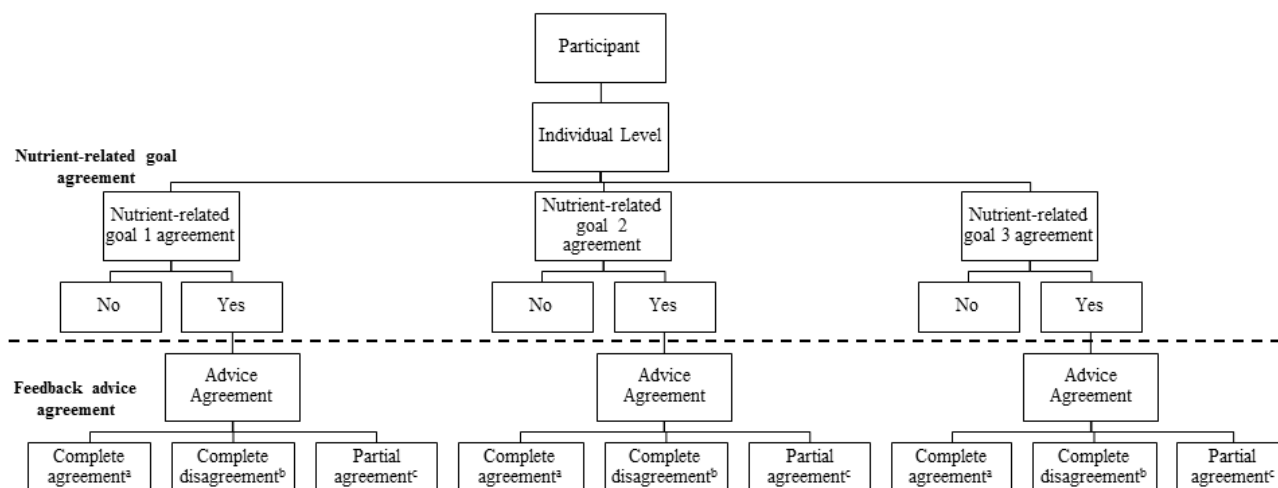 Participant
Individual Level
Nutrient-related goal
agreement
Nutrient-related
goal 1 agreement
Nutrient-related
goal 2
agreement
Nutrient-related
goal 3 agreement
No
Yes
No
Yes
No
Yes
Feedback advice
agreement
Advice
Agreement
Advice
Agreement
Advice
Agreement
Complete
agreementᵃ
Complete
disagreementᵇ
Partial
agreementᶜ
Complete
agreementᵃ
Complete
disagreementᵇ
Partial
agreementᶜ
Complete
agreementᵃ
Complete
disagreementᵇ
Partial
agreementᶜ